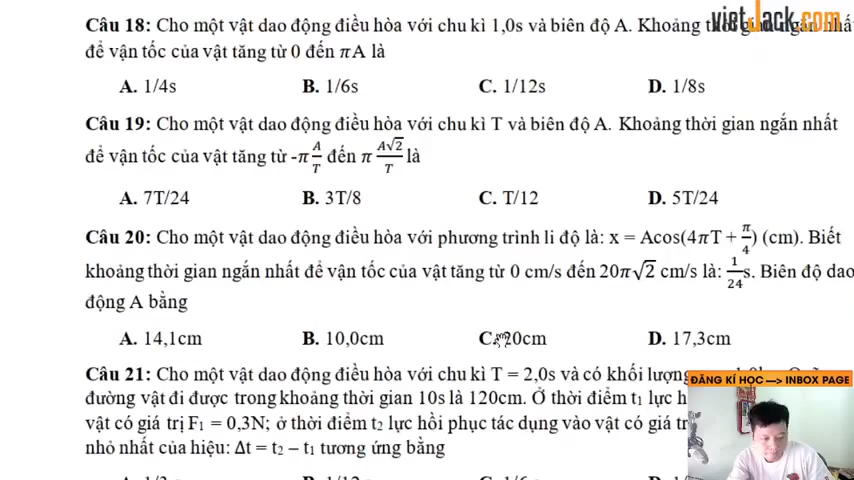 vietJack.com
Câu 18: Cho một vật dao động điều hòa với chu kì 1,0s và biên độ A. Khoảng thời gian ngắn nhấ
để vận tốc của vật tăng từ 0 đến πA là
A. 1/4s B. 1/6s C. 1/12s D. 1/8s
Câu 19: Cho một vật dao động điều hòa với chu kì T và biên độ A. Khoảng thời gian ngắn nhất
để vận tốc của vật tăng từ -π A/T đến π A√2/T là
A. 7T/24 B. 3T/8 C. T/12 D. 5T/24
Câu 20: Cho một vật dao động điều hòa với phương trình li độ là: x = Acos(4πT + π/4) (cm). Biết
khoảng thời gian ngắn nhất để vận tốc của vật tăng từ 0 cm/s đến 20π√2 cm/s là: 1/24 s. Biên độ dao
động A bằng
A. 14,1cm B. 10,0cm C. 20cm D. 17,3cm
Câu 21: Cho một vật dao động điều hòa với chu kì T = 2,0s và có khối lượng
ĐĂNG KÍ HỌC —> INBOX PAGE
đường vật đi được trong khoảng thời gian 10s là 120cm. Ở thời điểm t₁ lực h
vật có giá trị F₁ = 0,3N; ở thời điểm t₂ lực hồi phục tác dụng vào vật có giá tr
nhỏ nhất của hiệu: Δt = t₂ – t₁ tương ứng bằng